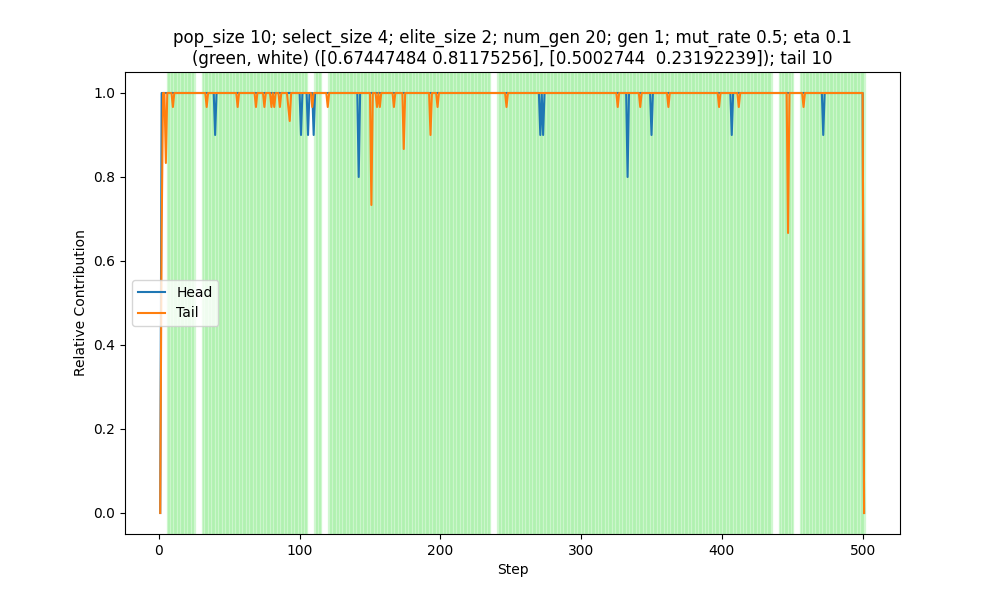 pop_size 10; select_size 4; elite_size 2; num_gen 20; gen 1; mut_rate 0.5; eta 0.1
(green, white) ([0.67447484 0.81175256], [0.5002744  0.23192239]); tail 10
1.0
0.8
0.6
0.4
0.2
0.0
Relative Contribution
Head
Tail
0
100
200
300
400
500
Step